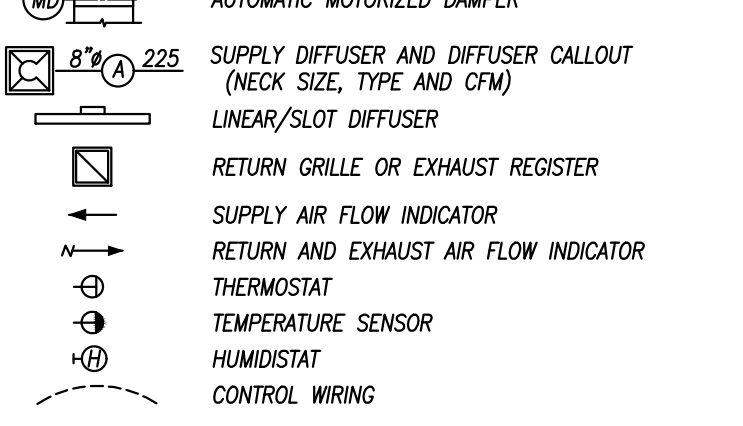 MD AUTOMATIC MOTORIZED DAMPER
8"ø A 225 SUPPLY DIFFUSER AND DIFFUSER CALLOUT
(NECK SIZE, TYPE AND CFM)
LINEAR/SLOT DIFFUSER
RETURN GRILLE OR EXHAUST REGISTER
SUPPLY AIR FLOW INDICATOR
N RETURN AND EXHAUST AIR FLOW INDICATOR
THERMOSTAT
TEMPERATURE SENSOR
H HUMIDISTAT
CONTROL WIRING